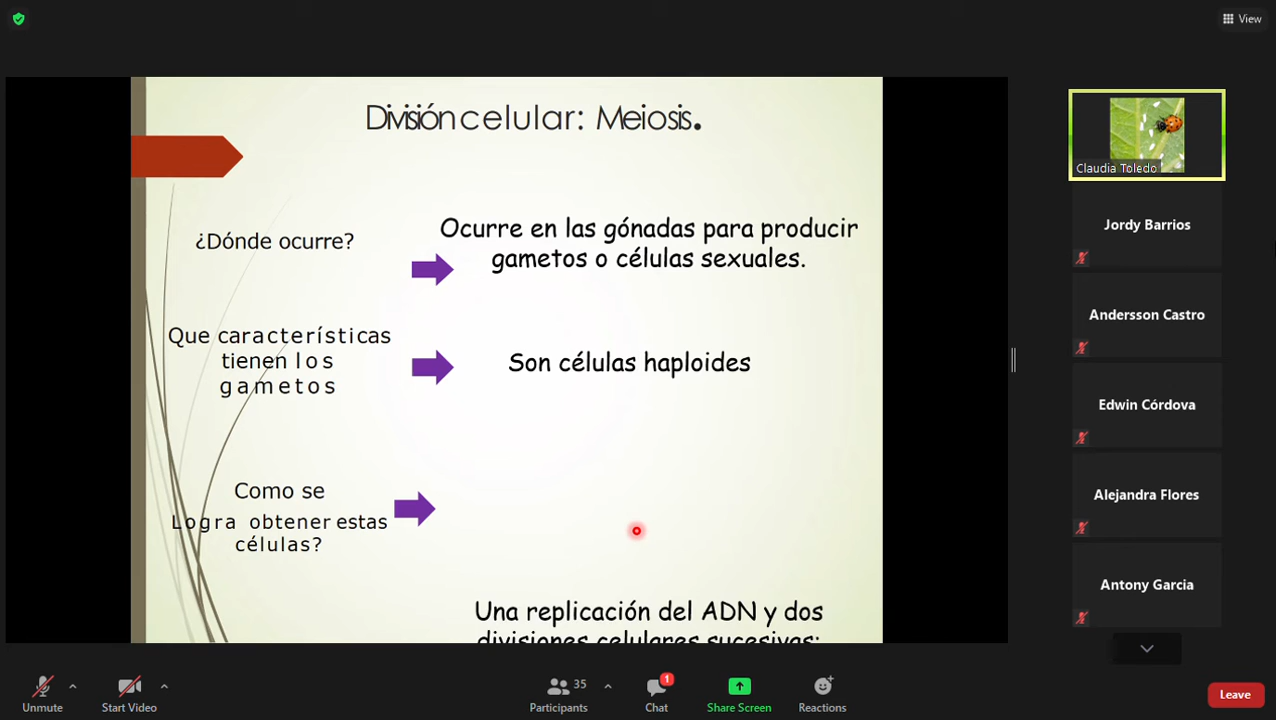 View
División celular: Meiosis.
¿Dónde ocurre?
Ocurre en las gónadas para producir
gametos o células sexuales.
Que características
tienen los
gametos
Son células haploides
Como se
Logra obtener estas
células?
Una replicación del ADN y dos
divisiones celulares sucesivas:
Claudia Toledo
Jordy Barrios
Andersson Castro
Edwin Córdova
Alejandra Flores
Antony Garcia
Unmute
Start Video
35
Participants
1
Chat
Share Screen
Reactions
Leave